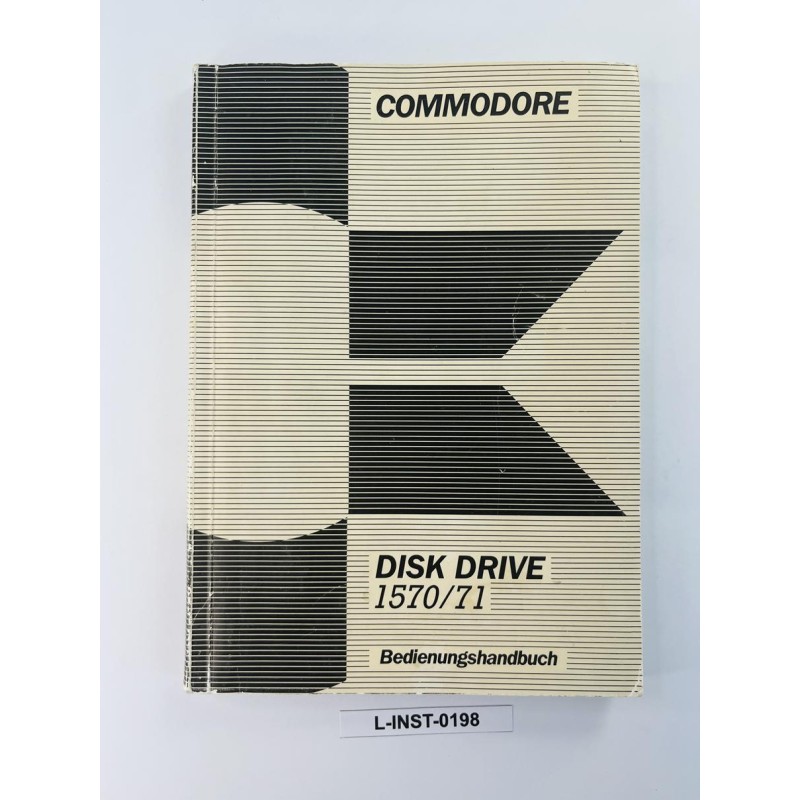 COMMODORE
DISK DRIVE
1570/71
Bedienungshandbuch
L-INST-0198